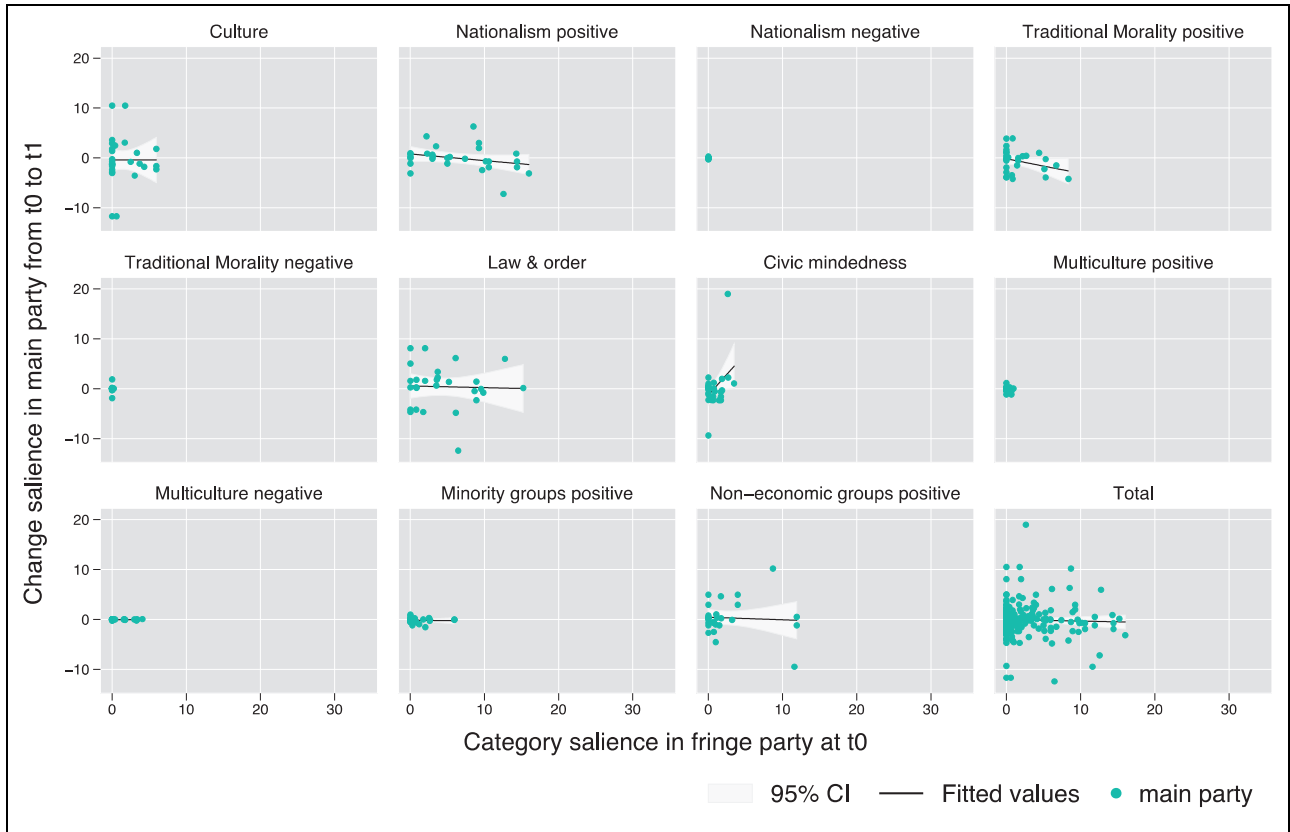 Culture
Nationalism positive
Nationalism negative
Traditional Morality positive
20
10
0
−10
Traditional Morality negative
Law & order
Civic mindedness
Multiculture positive
20
10
0
−10
Multiculture negative
Minority groups positive
Non−economic groups positive
Total
20
10
0
−10
0 10 20 30
0 10 20 30
0 10 20 30
0 10 20 30
Change salience in main party from t0 to t1
Category salience in fringe party at t0
95% CI
Fitted values
main party